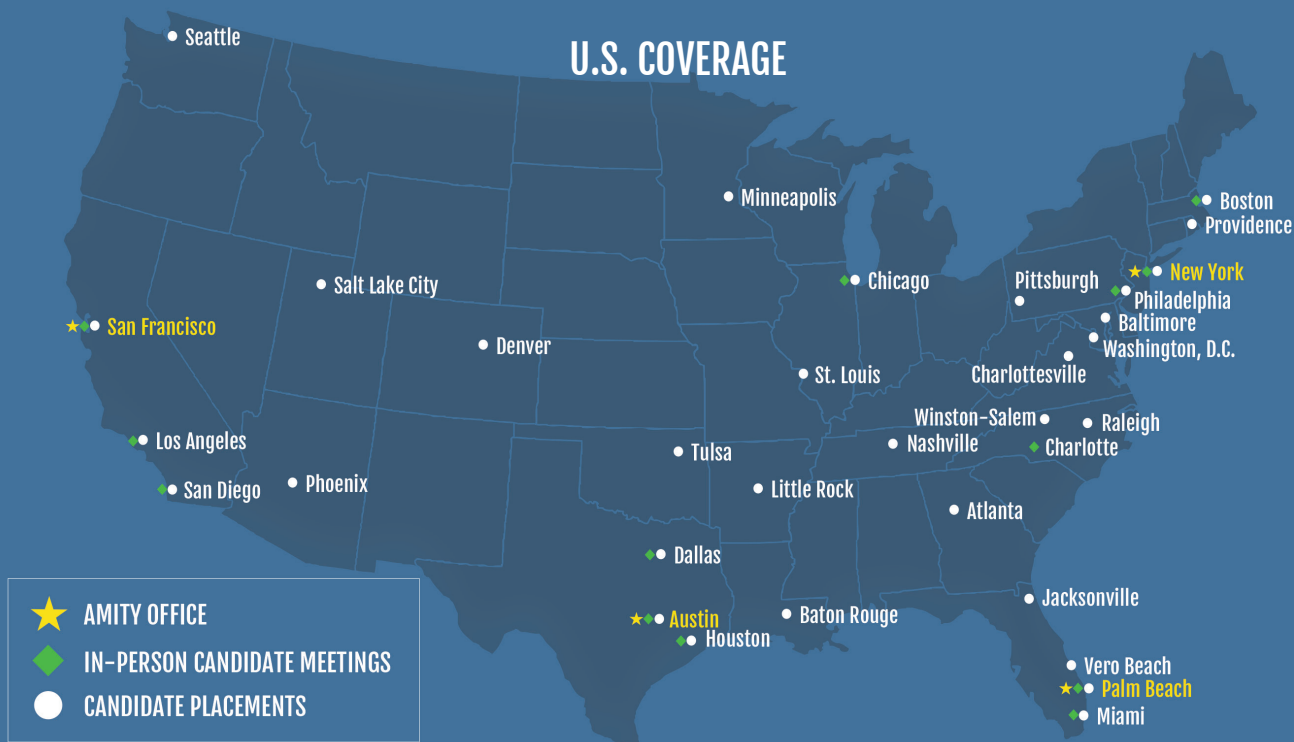 U.S. COVERAGE
Seattle
Minneapolis
Boston
Providence
New York
Salt Lake City
Chicago
Pittsburgh
Philadelphia
San Francisco
Baltimore
Denver
Washington, D.C.
St. Louis
Charlottesville
Winston-Salem
Raleigh
Los Angeles
Nashville
Charlotte
Tulsa
San Diego
Phoenix
Little Rock
Atlanta
Dallas
Jacksonville
Austin
Baton Rouge
Houston
Vero Beach
Palm Beach
Miami
AMITY OFFICE
IN-PERSON CANDIDATE MEETINGS
CANDIDATE PLACEMENTS